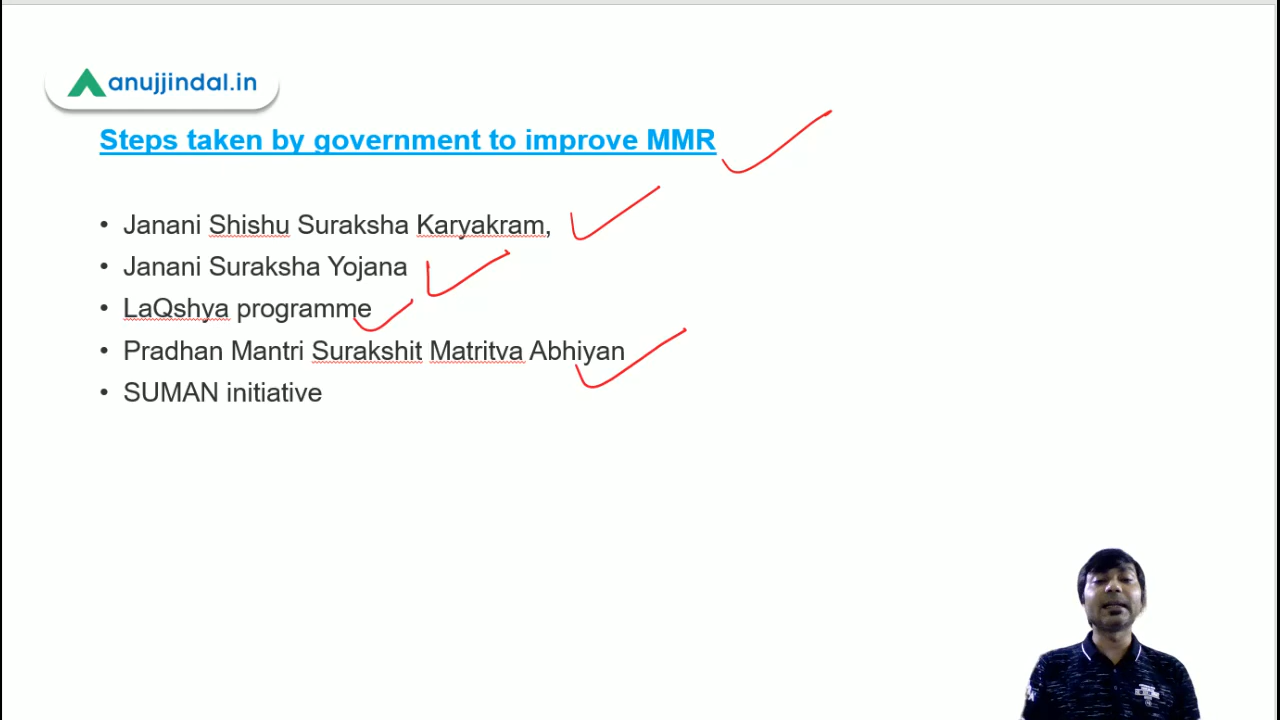 anujjindal.in
Steps taken by government to improve MMR
• Janani Shishu Suraksha Karyakram,
• Janani Suraksha Yojana
• LaQshya programme
• Pradhan Mantri Surakshit Matritva Abhiyan
• SUMAN initiative